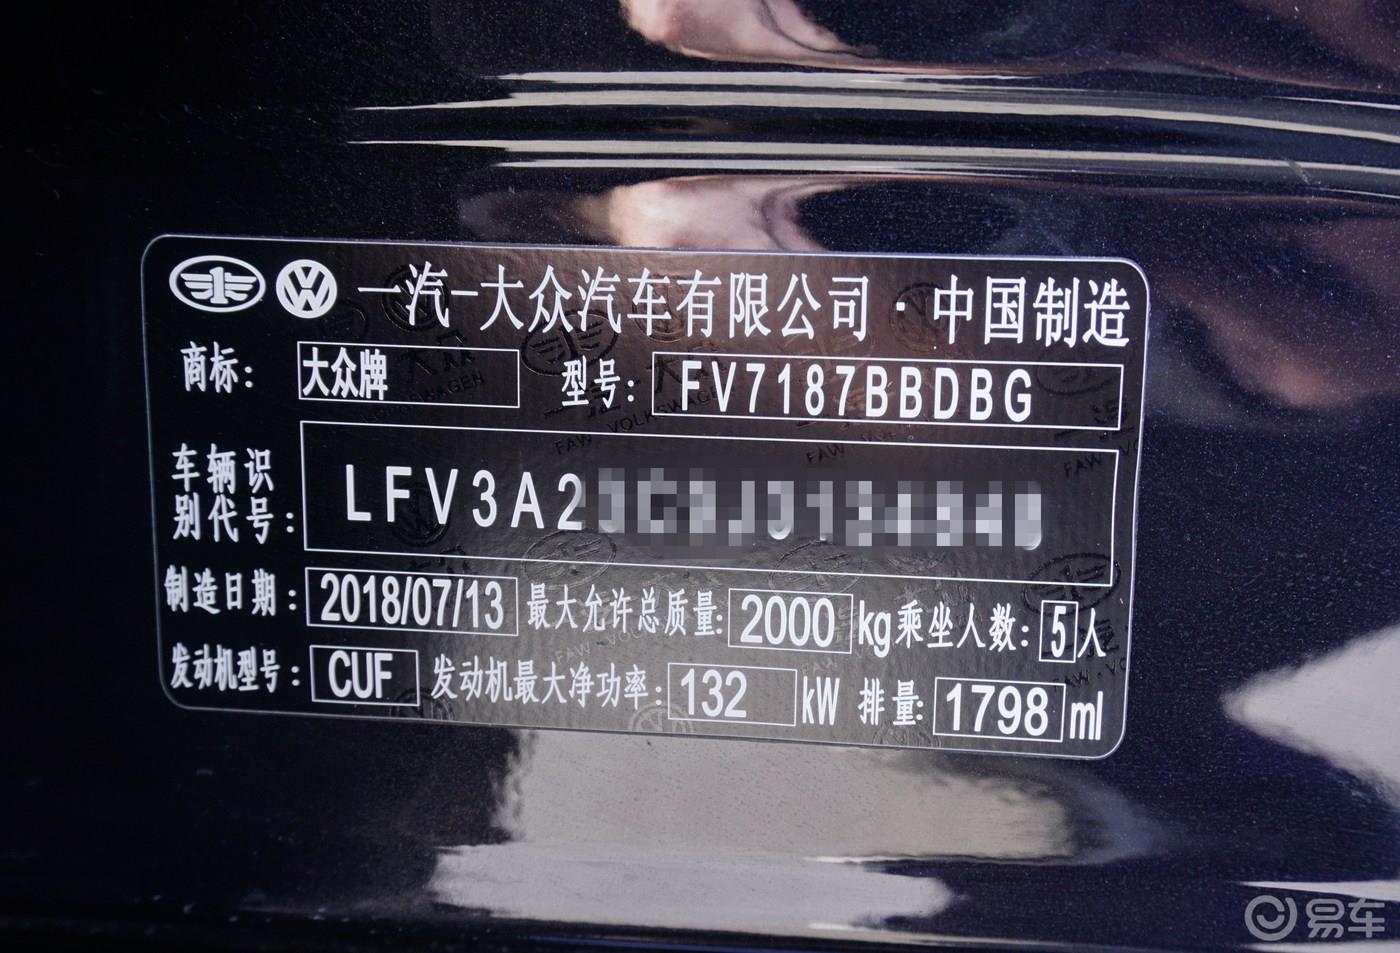 一汽-大众汽车有限公司·中国制造
商标: 大众牌 型号: FV7187BBDBG
车辆识别代号: LFV3A2
制造日期: 2018/07/13 最大允许总质量: 2000 kg 乘坐人数: 5 人
发动机型号: CUF 发动机最大净功率: 132 kW 排量: 1798 ml
易车